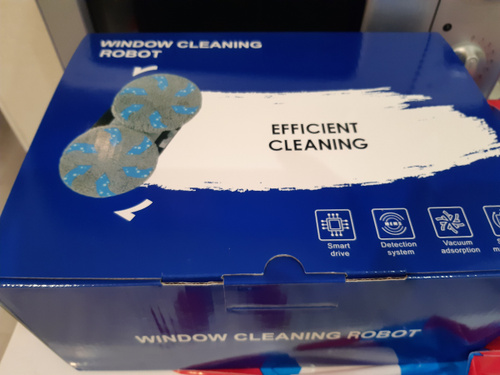 WINDOW CLEANING
ROBOT
EFFICIENT
CLEANING
Smart
drive
Detection
system
Vacuum
adsorption
WINDOW CLEANING ROBOT